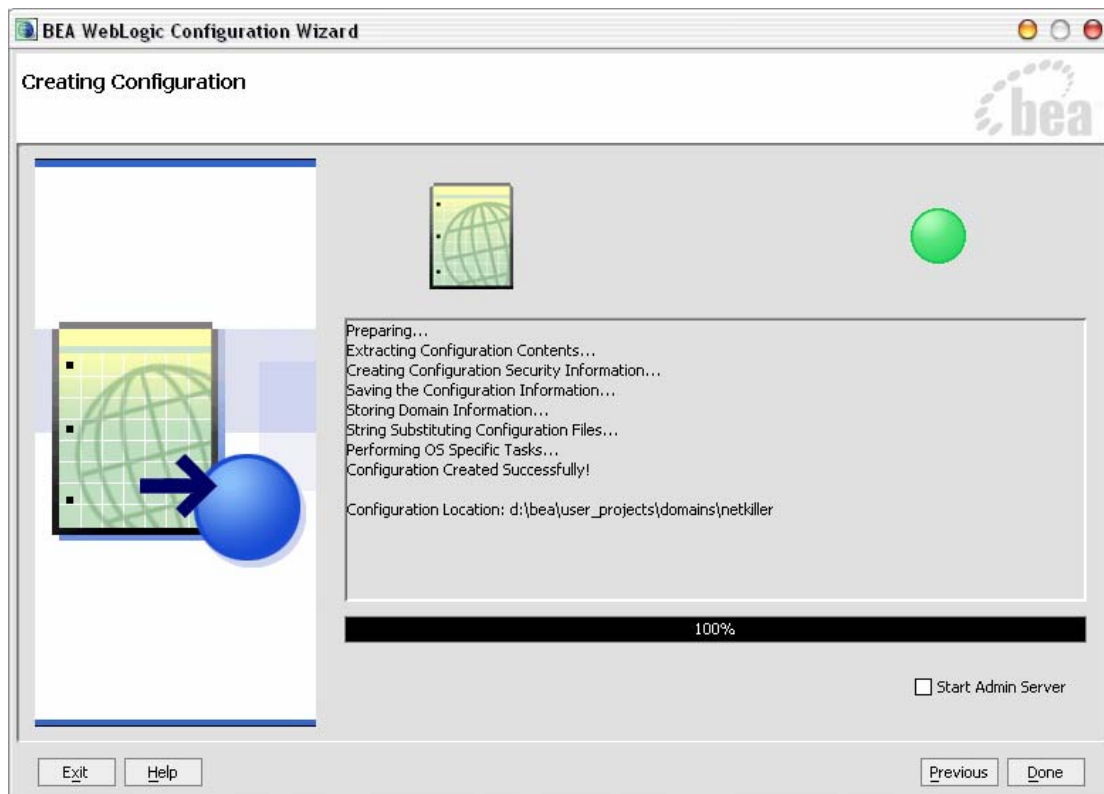 BEA WebLogic Configuration Wizard
Creating Configuration
bea
Preparing...
Extracting Configuration Contents...
Creating Configuration Security Information...
Saving the Configuration Information...
Storing Domain Information...
String Substituting Configuration Files...
Performing OS Specific Tasks...
Configuration Created Successfully!
Configuration Location: d:\bea\user_projects\domains\netkiller
100%
Start Admin Server
Exit Help Previous Done